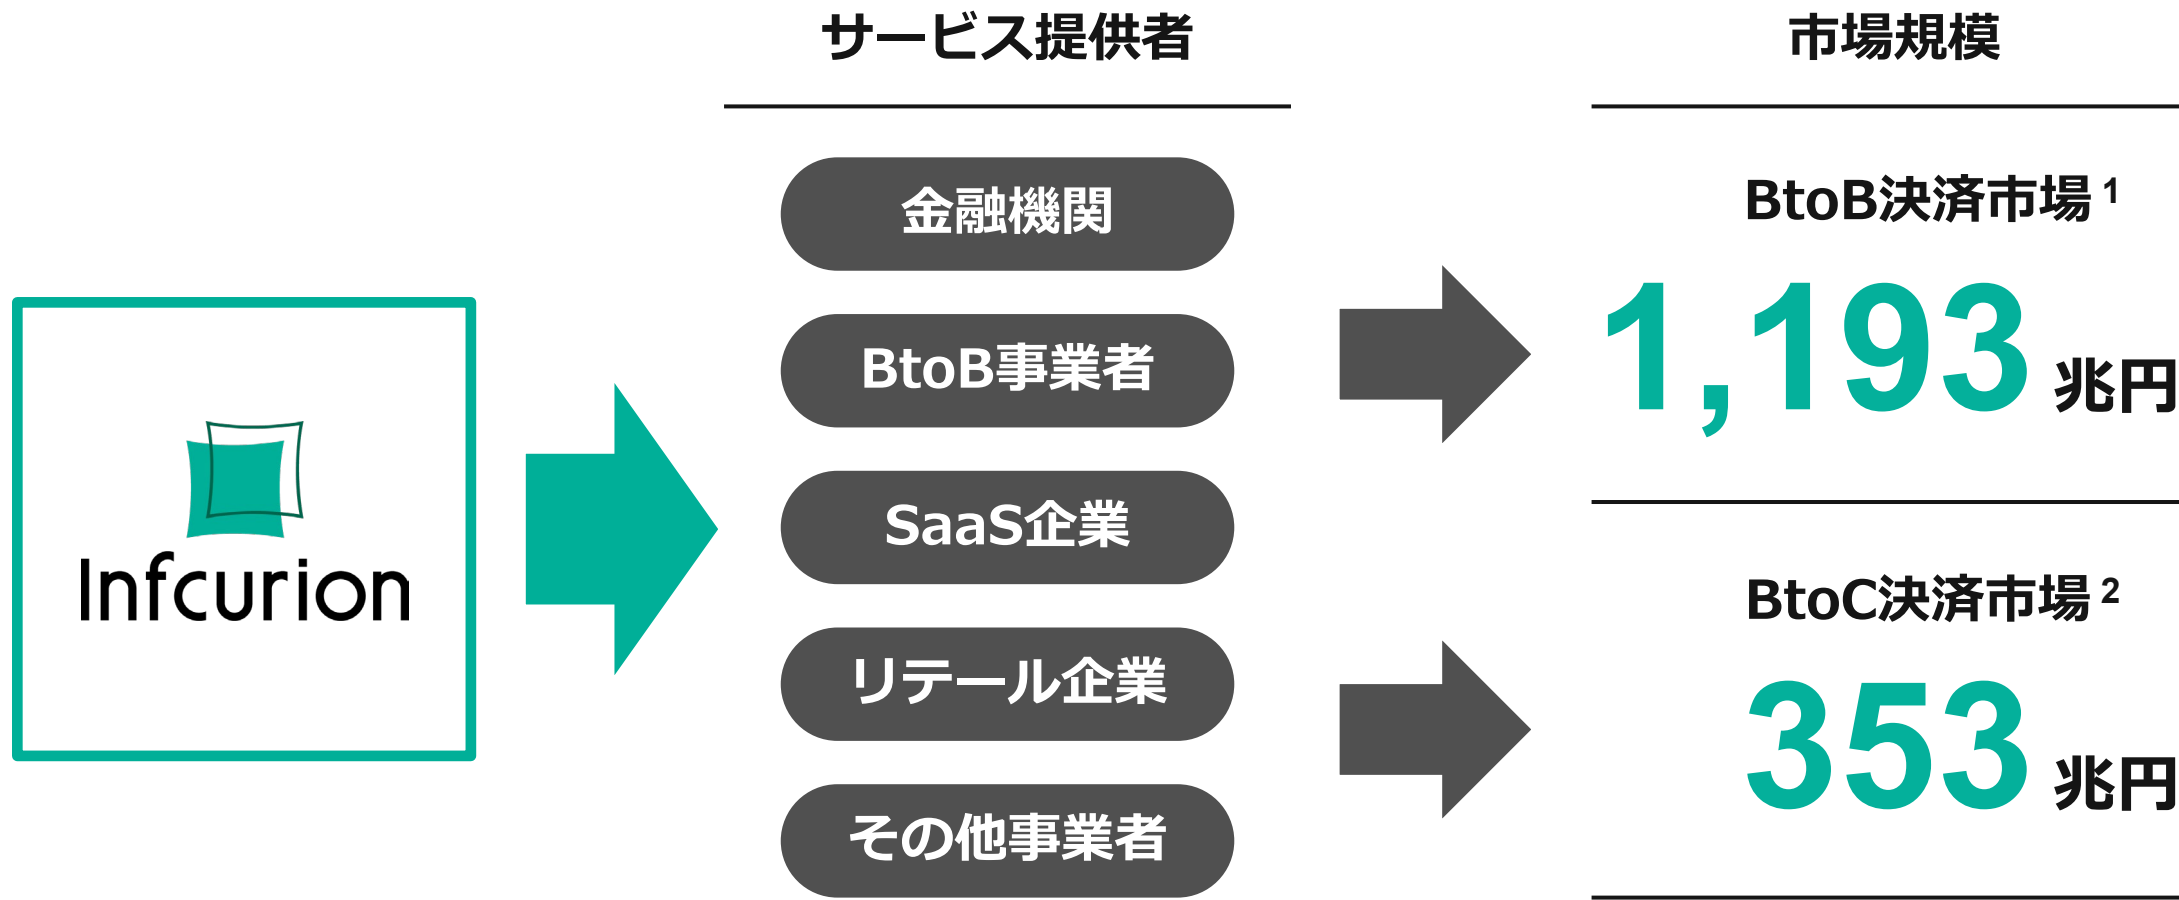 サービス提供者
市場規模
Infcurion
金融機関
BtoB事業者
SaaS企業
リテール企業
その他事業者
BtoB決済市場 1
1,193 兆円
BtoC決済市場 2
353 兆円